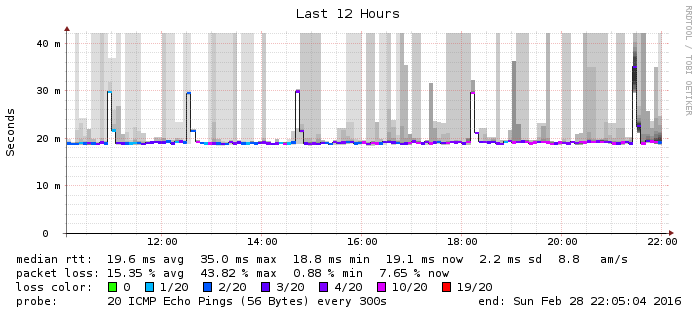 Last 12 Hours
RRDTOOL / TOBI OETIKER
Seconds
40 m
30 m
20 m
10 m
0
12:00 14:00 16:00 18:00 20:00 22:00
median rtt: 19.6 ms avg 35.0 ms max 18.8 ms min 19.1 ms now 2.2 ms sd 8.8 am/s
packet loss: 15.35 % avg 43.82 % max 0.88 % min 7.65 % now
loss color: 0 1/20 2/20 3/20 4/20 10/20 19/20
probe: 20 ICMP Echo Pings (56 Bytes) every 300s end: Sun Feb 28 22:05:04 2016